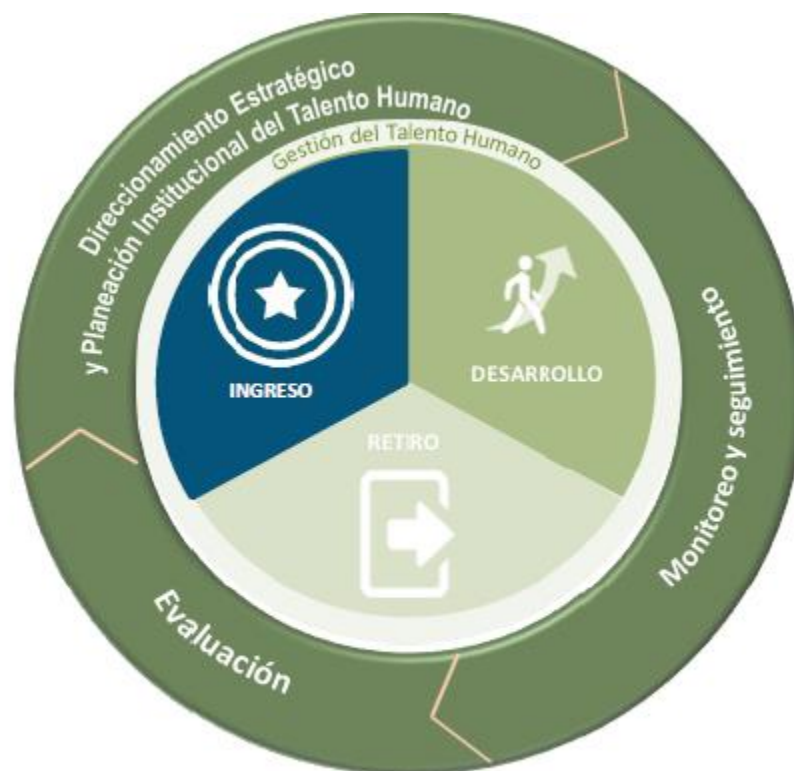 Direccionamiento Estratégico
y Planeación Institucional del Talento Humano
Gestión del Talento Humano
INGRESO
DESARROLLO
RETIRO
Monitoreo y seguimiento
Evaluación